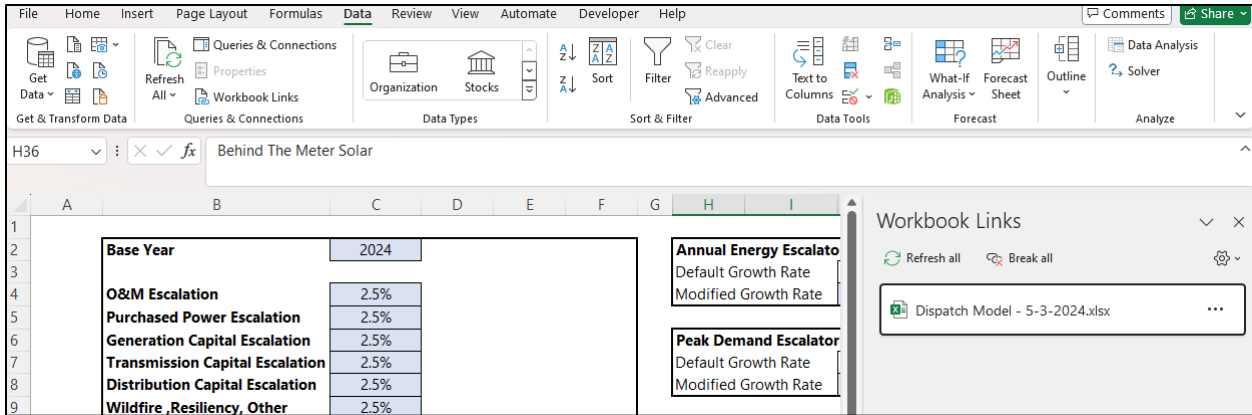 File Home Insert Page Layout Formulas Data Review View Automate Developer Help Comments Share
Get Data
Get & Transform Data
Refresh All
Queries & Connections
Properties
Workbook Links
Queries & Connections
Organization Stocks
Data Types
Sort
Filter
Clear
Reapply
Advanced
Sort & Filter
Text to Columns
Data Tools
What-If Analysis
Forecast Sheet
Forecast
Outline
Data Analysis
Solver
Analyze
H36 fx Behind The Meter Solar
A B C D E F G H I
1
2 Base Year 2024 Annual Energy Escalato
3 Default Growth Rate
4 O&M Escalation 2.5% Modified Growth Rate
5 Purchased Power Escalation 2.5%
6 Generation Capital Escalation 2.5% Peak Demand Escalator
7 Transmission Capital Escalation 2.5% Default Growth Rate
8 Distribution Capital Escalation 2.5% Modified Growth Rate
9 Wildfire ,Resiliency, Other 2.5%
Workbook Links
Refresh all Break all
Dispatch Model - 5-3-2024.xlsx